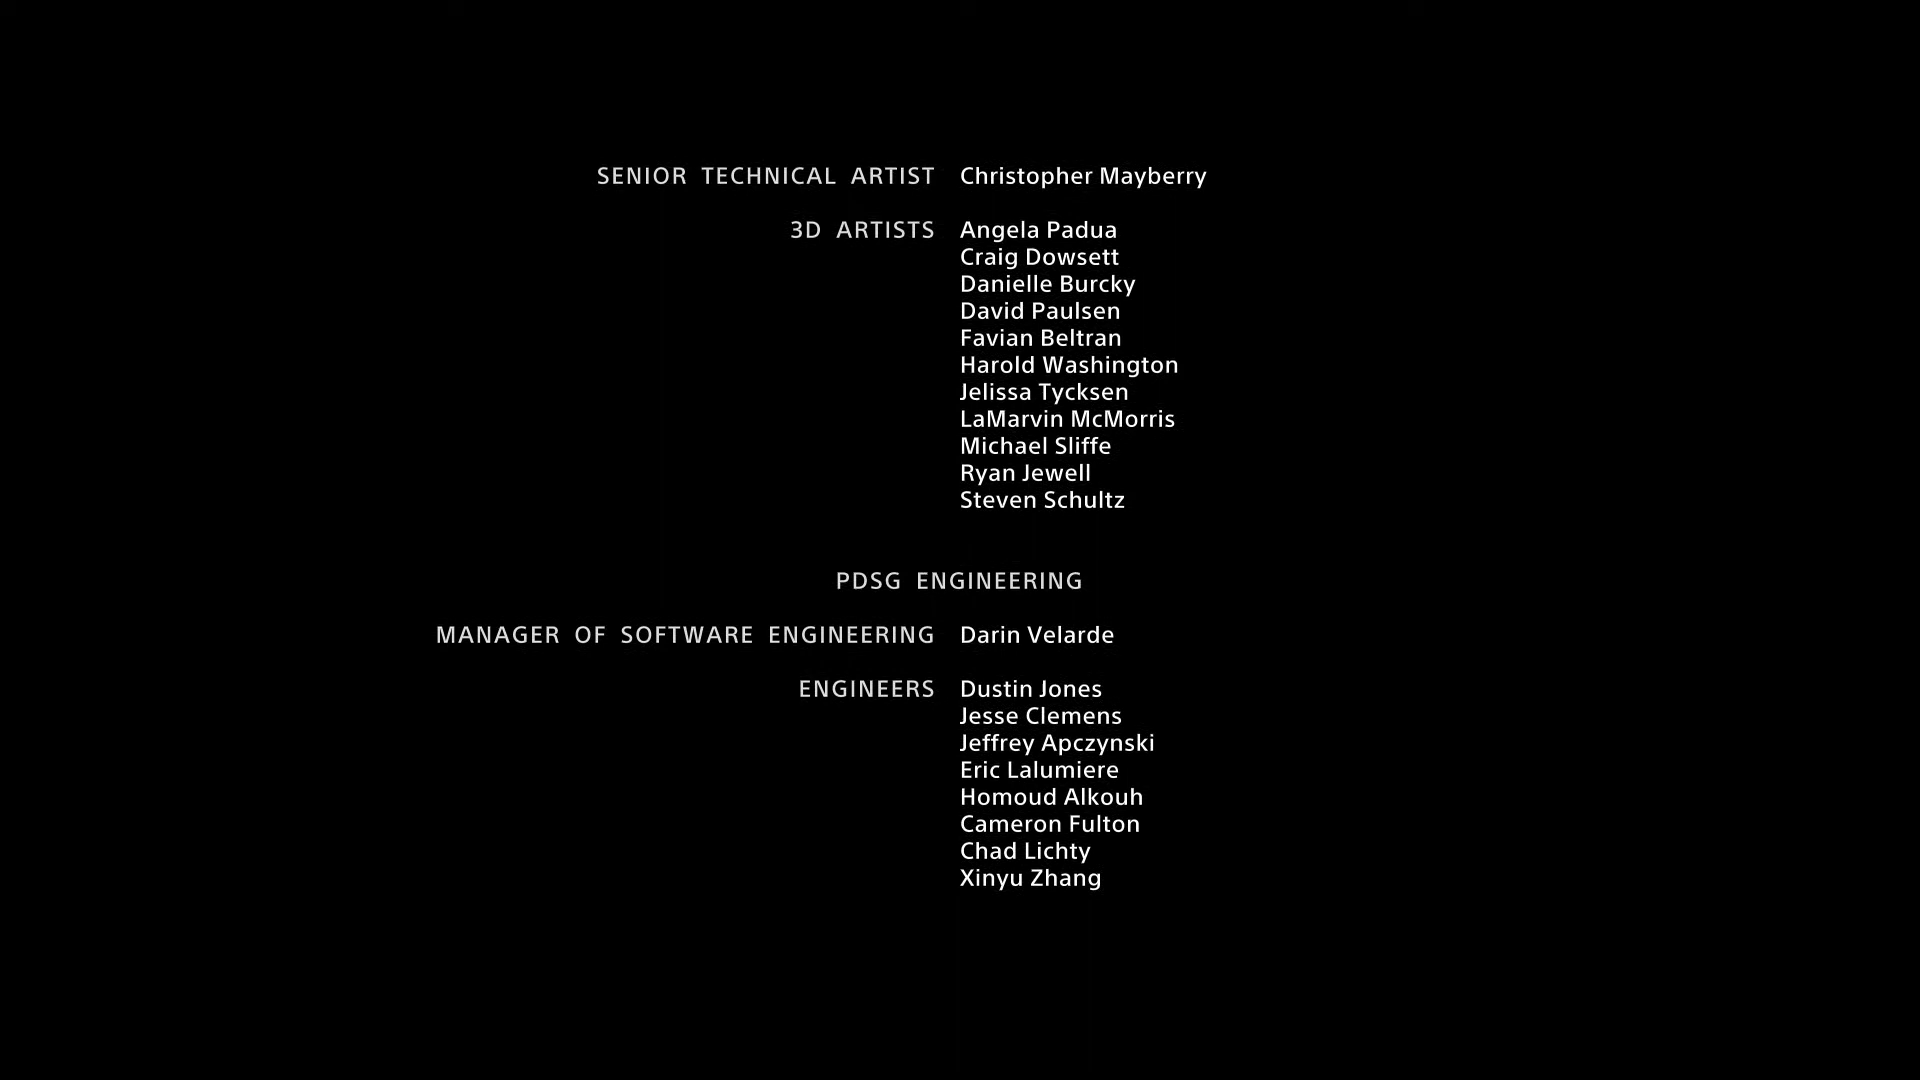 SENIOR TECHNICAL ARTIST Christopher Mayberry
3D ARTISTS Angela Padua
Craig Dowsett
Danielle Burcky
David Paulsen
Favian Beltran
Harold Washington
Jelissa Tycksen
LaMarvin McMorris
Michael Sliffe
Ryan Jewell
Steven Schultz
PDSG ENGINEERING
MANAGER OF SOFTWARE ENGINEERING Darin Velarde
ENGINEERS Dustin Jones
Jesse Clemens
Jeffrey Apczynski
Eric Lalumiere
Homoud Alkouh
Cameron Fulton
Chad Lichty
Xinyu Zhang